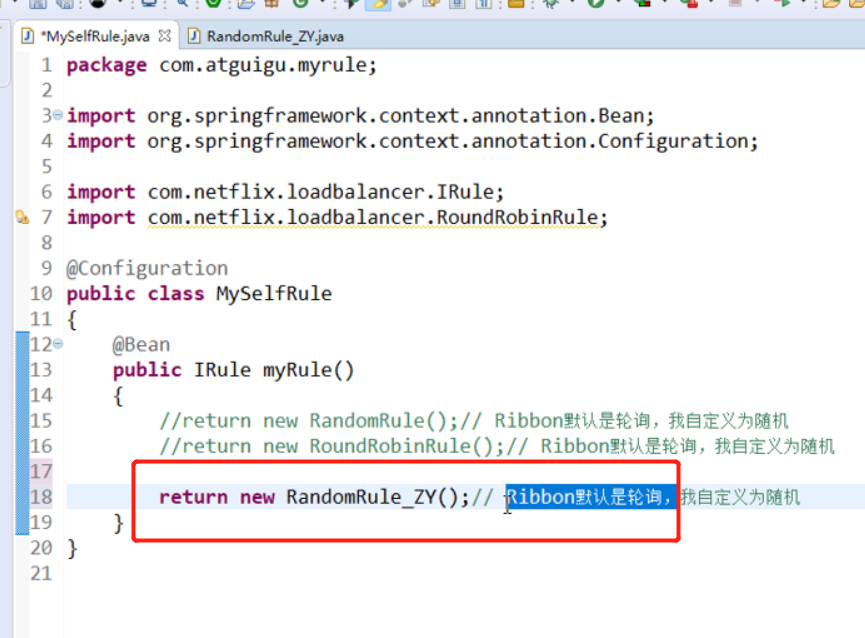 *MySelfRule.java RandomRule_ZY.java
1 package com.atguigu.myrule;
2
3 import org.springframework.context.annotation.Bean;
4 import org.springframework.context.annotation.Configuration;
5
6 import com.netflix.loadbalancer.IRule;
7 import com.netflix.loadbalancer.RoundRobinRule;
8
9 @Configuration
10 public class MySelfRule
11 {
12 @Bean
13 public IRule myRule()
14 {
15 //return new RandomRule();// Ribbon默认是轮询，我自定义为随机
16 //return new RoundRobinRule();// Ribbon默认是轮询，我自定义为随机
17
18 return new RandomRule_ZY();// Ribbon默认是轮询，我自定义为随机
19 }
20 }
21